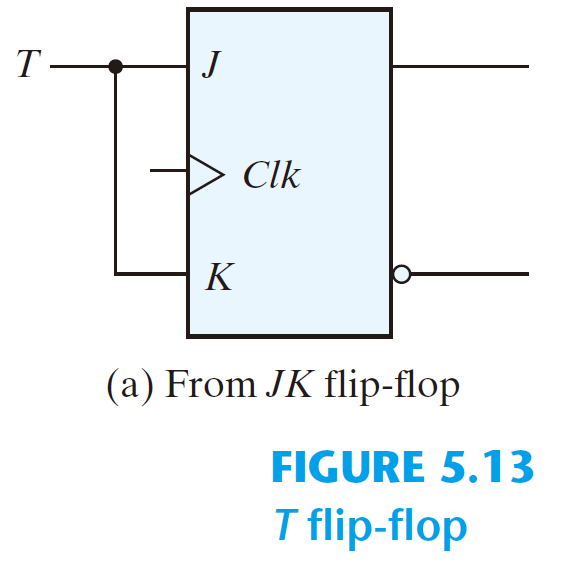 T
J
Clk
K
(a) From JK flip-flop
FIGURE 5.13
T flip-flop